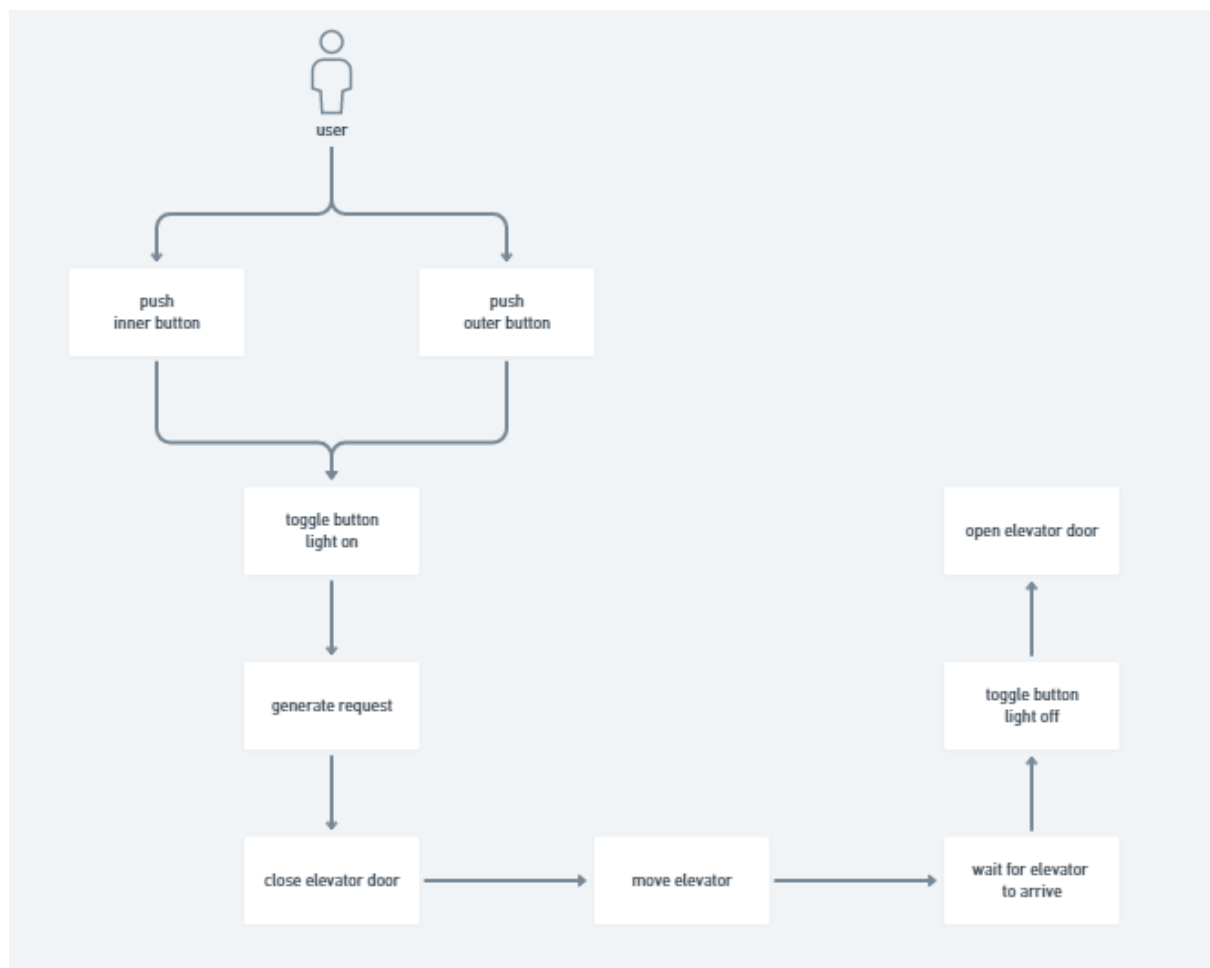 user
push
inner button
push
outer button
toggle button
light on
generate request
close elevator door
move elevator
wait for elevator
to arrive
toggle button
light off
open elevator door